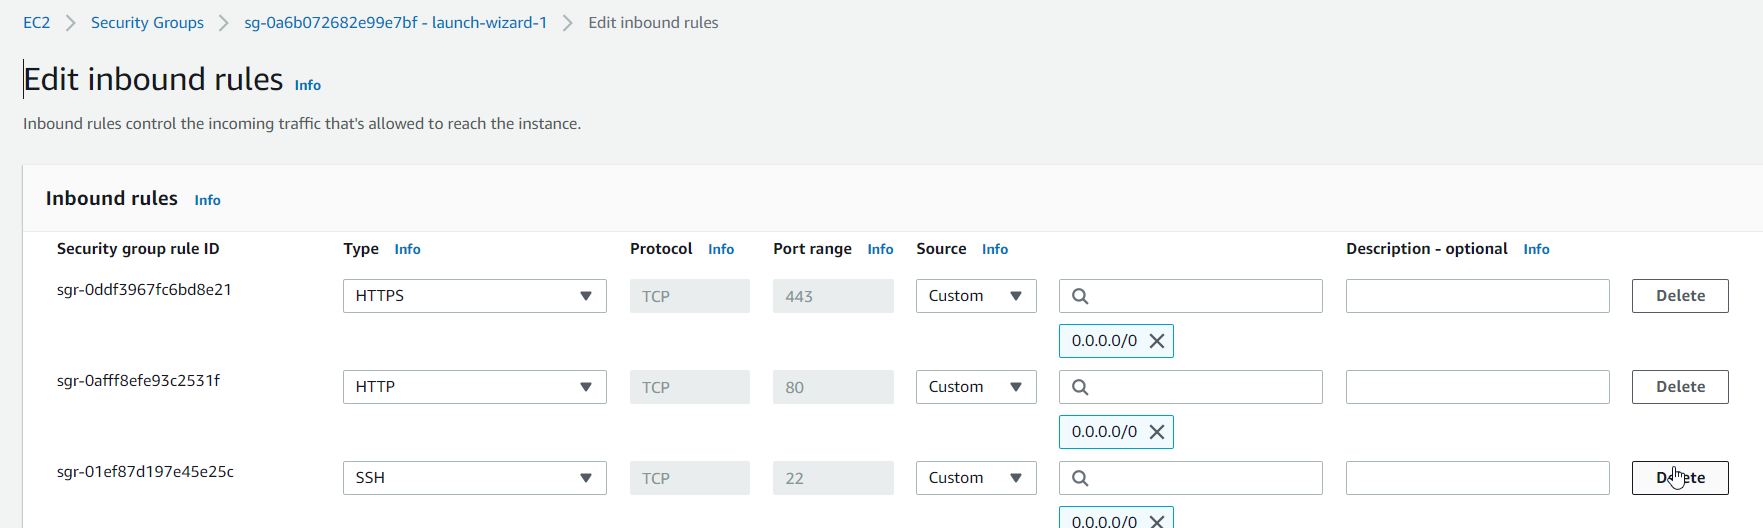 EC2 > Security Groups > sg-0a6b072682e99e7bf - launch-wizard-1 > Edit inbound rules
Edit inbound rules Info
Inbound rules control the incoming traffic that's allowed to reach the instance.
Inbound rules Info
Security group rule ID Type Info Protocol Info Port range Info Source Info Description - optional Info
sgr-0ddf3967fc6bd8e21 HTTPS TCP 443 Custom Delete
0.0.0.0/0
sgr-0afff8efe93c2531f HTTP TCP 80 Custom Delete
0.0.0.0/0
sgr-01ef87d197e45e25c SSH TCP 22 Custom Delete
0.0.0.0/0